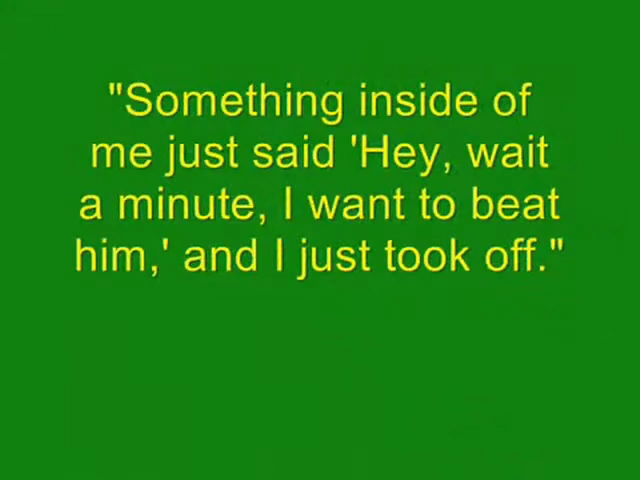 "Something inside of
me just said 'Hey, wait
a minute, I want to beat
him,' and I just took off."